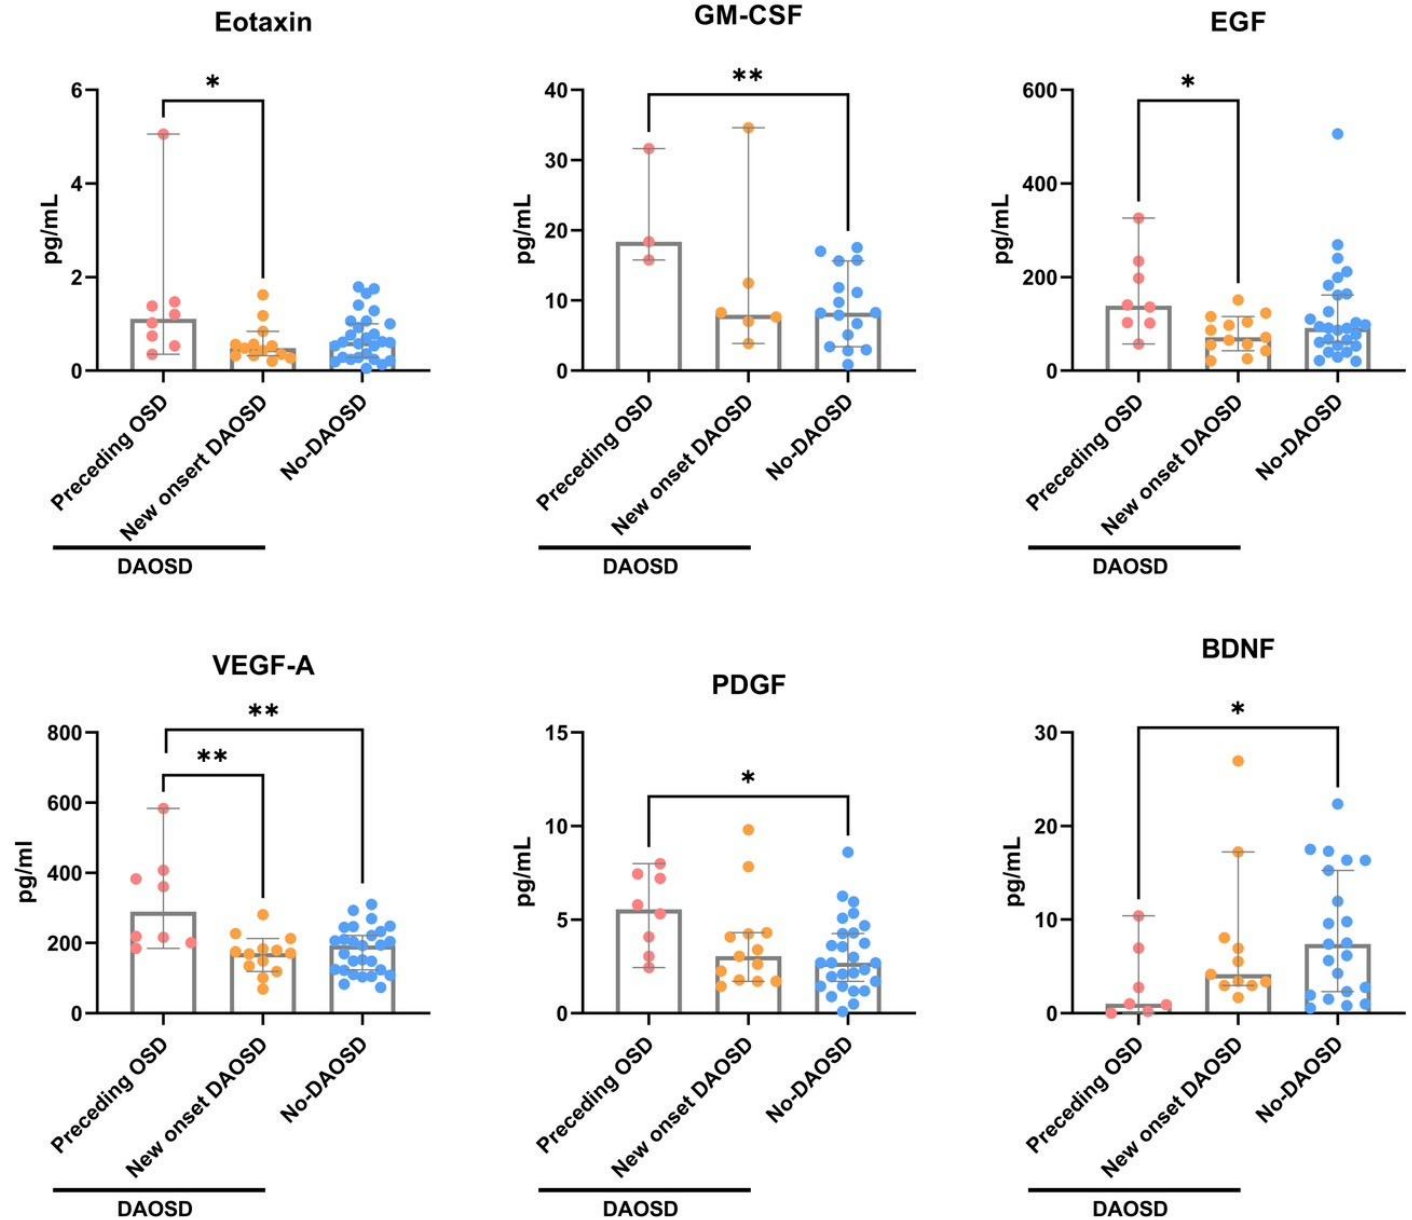 Eotaxin
*
6
4
2
0
pg/mL
Preceding OSD
New onsert DAOSD
No-DAOSD
DAOSD
GM-CSF
**
40
30
20
10
0
pg/mL
Preceding OSD
New onset DAOSD
No-DAOSD
DAOSD
EGF
*
600
400
200
0
pg/mL
Preceding OSD
New onset DAOSD
No-DAOSD
DAOSD
VEGF-A
**
**
800
600
400
200
0
pg/ml
Preceding OSD
New onset DAOSD
No-DAOSD
DAOSD
PDGF
*
15
10
5
0
pg/mL
Preceding OSD
New onset DAOSD
No-DAOSD
DAOSD
BDNF
*
30
20
10
0
pg/mL
Preceding OSD
New onset DAOSD
No-DAOSD
DAOSD